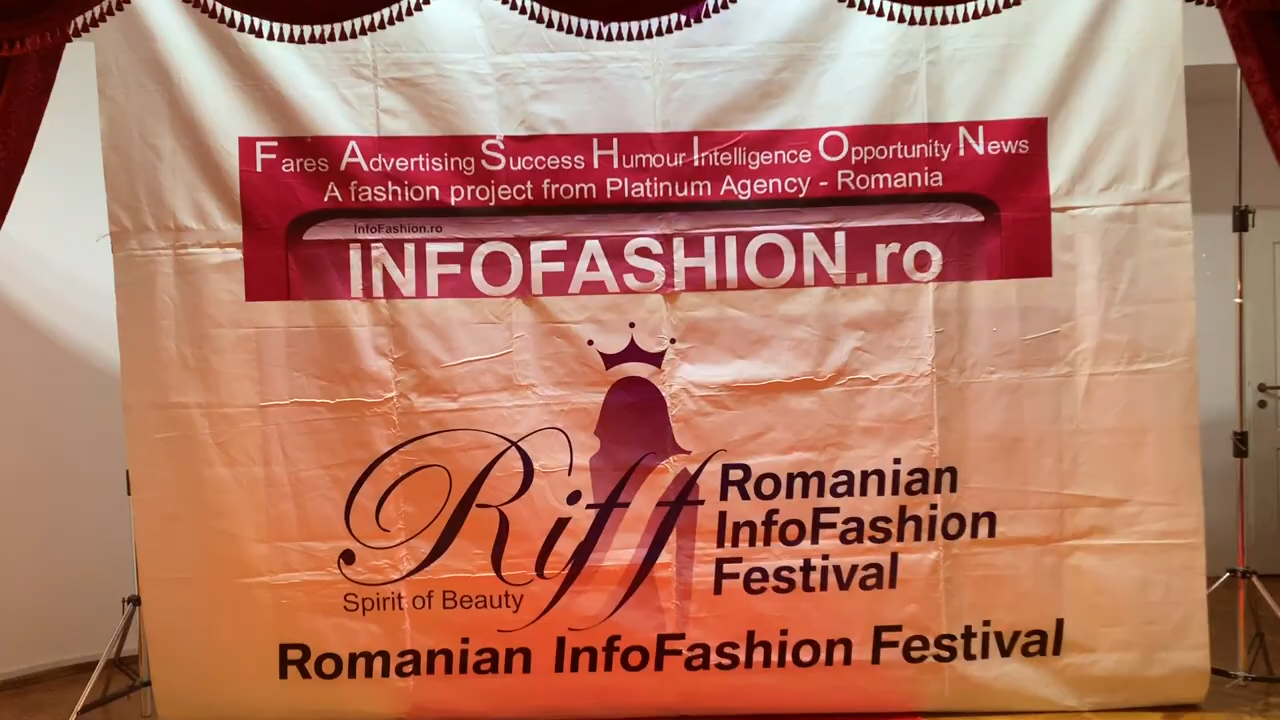 Fares Advertising Success Humour Intelligence Opportunity News
A fashion project from Platinum Agency - Romania
InfoFashion.ro
INFOFASHION.ro
Riff
Romanian
InfoFashion
Festival
Spirit of Beauty
Romanian InfoFashion Festival